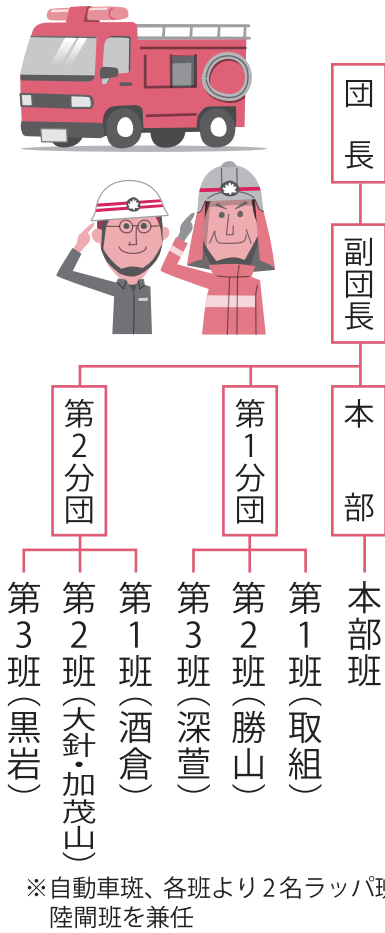 団長
副団長
本部
第1分団
第2分団
本部班
第1班(取組)
第2班(勝山)
第3班(深萱)
第1班(酒倉)
第2班(大針・加茂山)
第3班(黒岩)
※自動車班、各班より2名ラッパ班
陸閘班を兼任